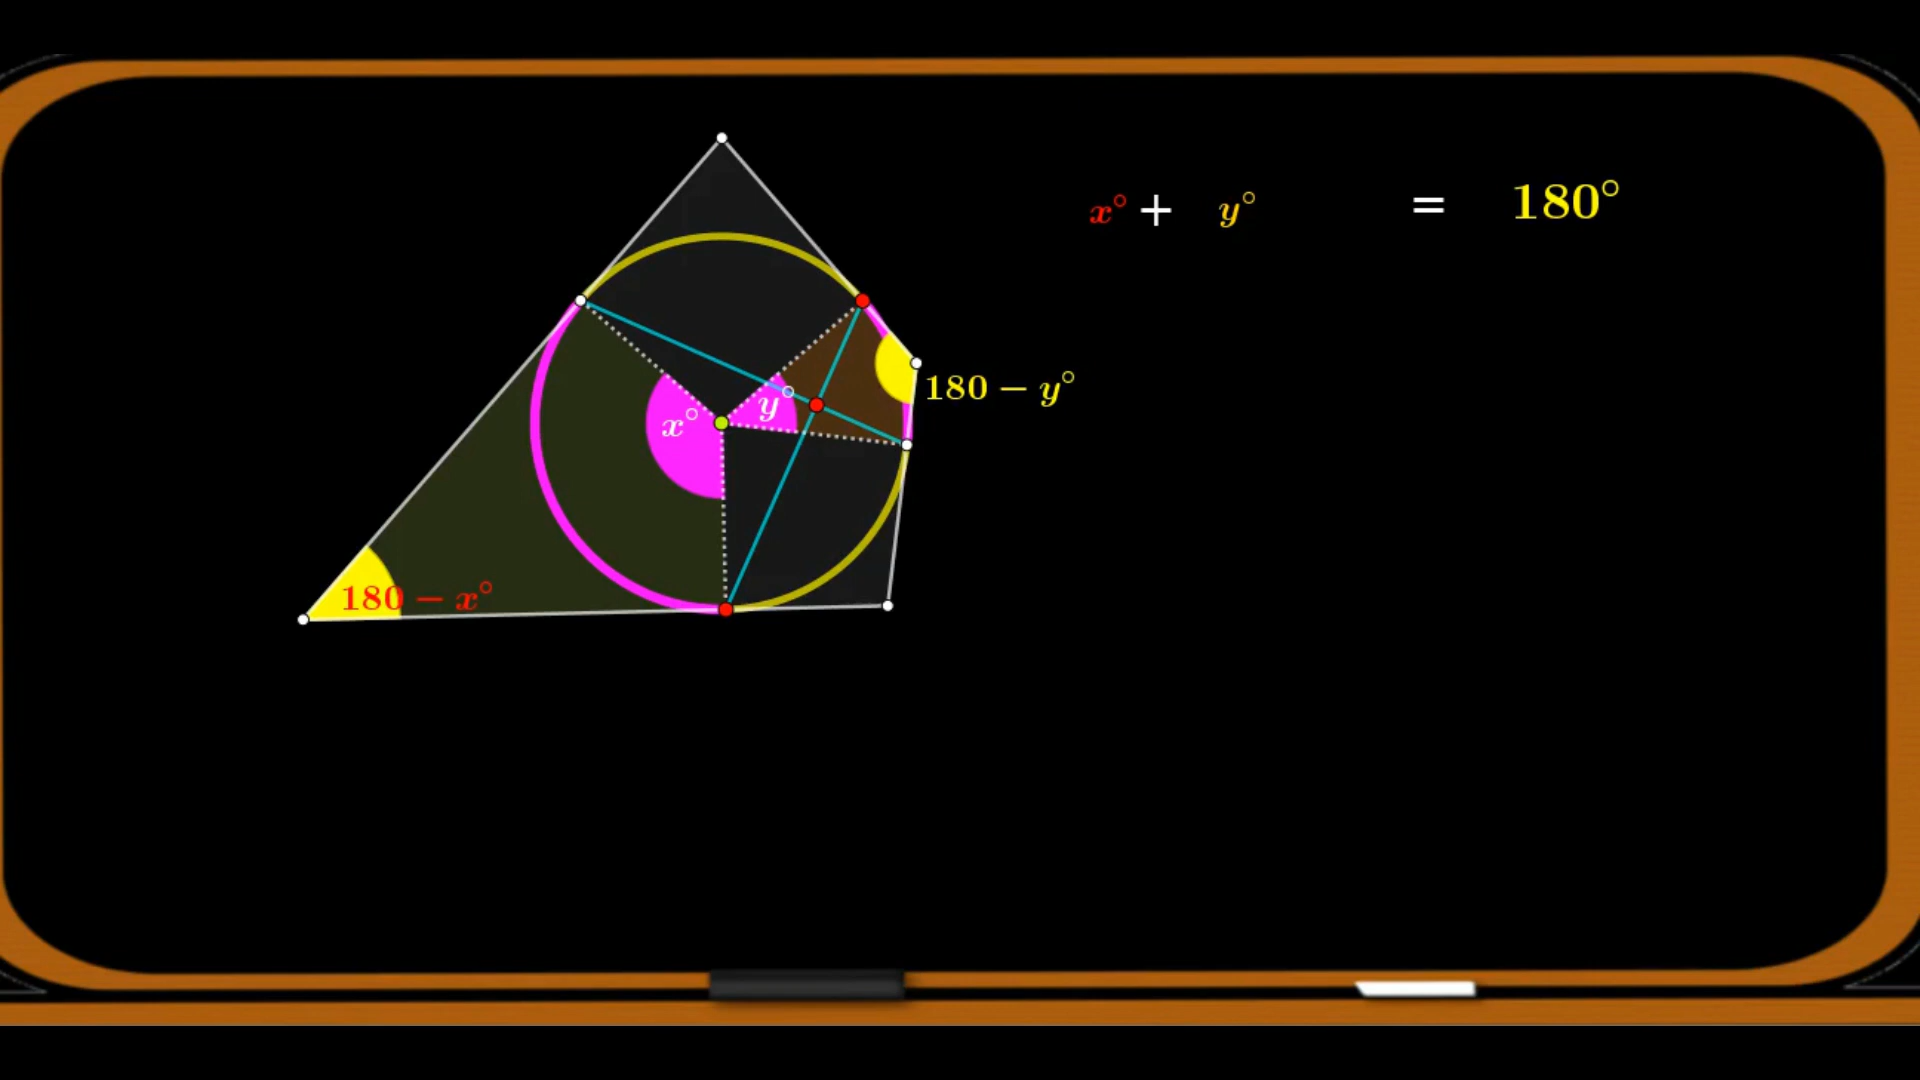 x° + y° = 180°
180 − y°
x°
y°
180 − x°